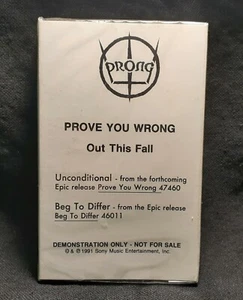 PRONG
PROVE YOU WRONG
Out This Fall
Unconditional - from the forthcoming
Epic release Prove You Wrong 47460
Beg To Differ - from the Epic release
Beg To Differ 46011
DEMONSTRATION ONLY - NOT FOR SALE
© & ℗ 1991 Sony Music Entertainment, Inc